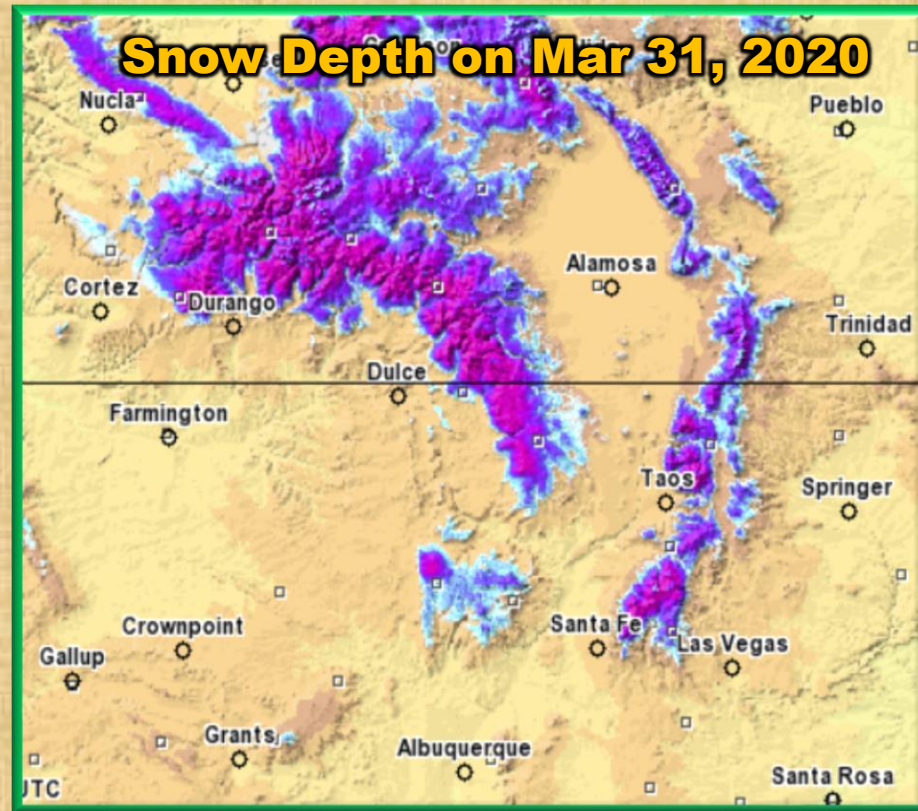 Snow Depth on Mar 31, 2020
Nucla
Pueblo
Alamosa
Cortez
Durango
Trinidad
Dulce
Farmington
Taos
Springer
Crownpoint
Santa Fe
Las Vegas
Gallup
Grants
Albuquerque
Santa Rosa
UTC